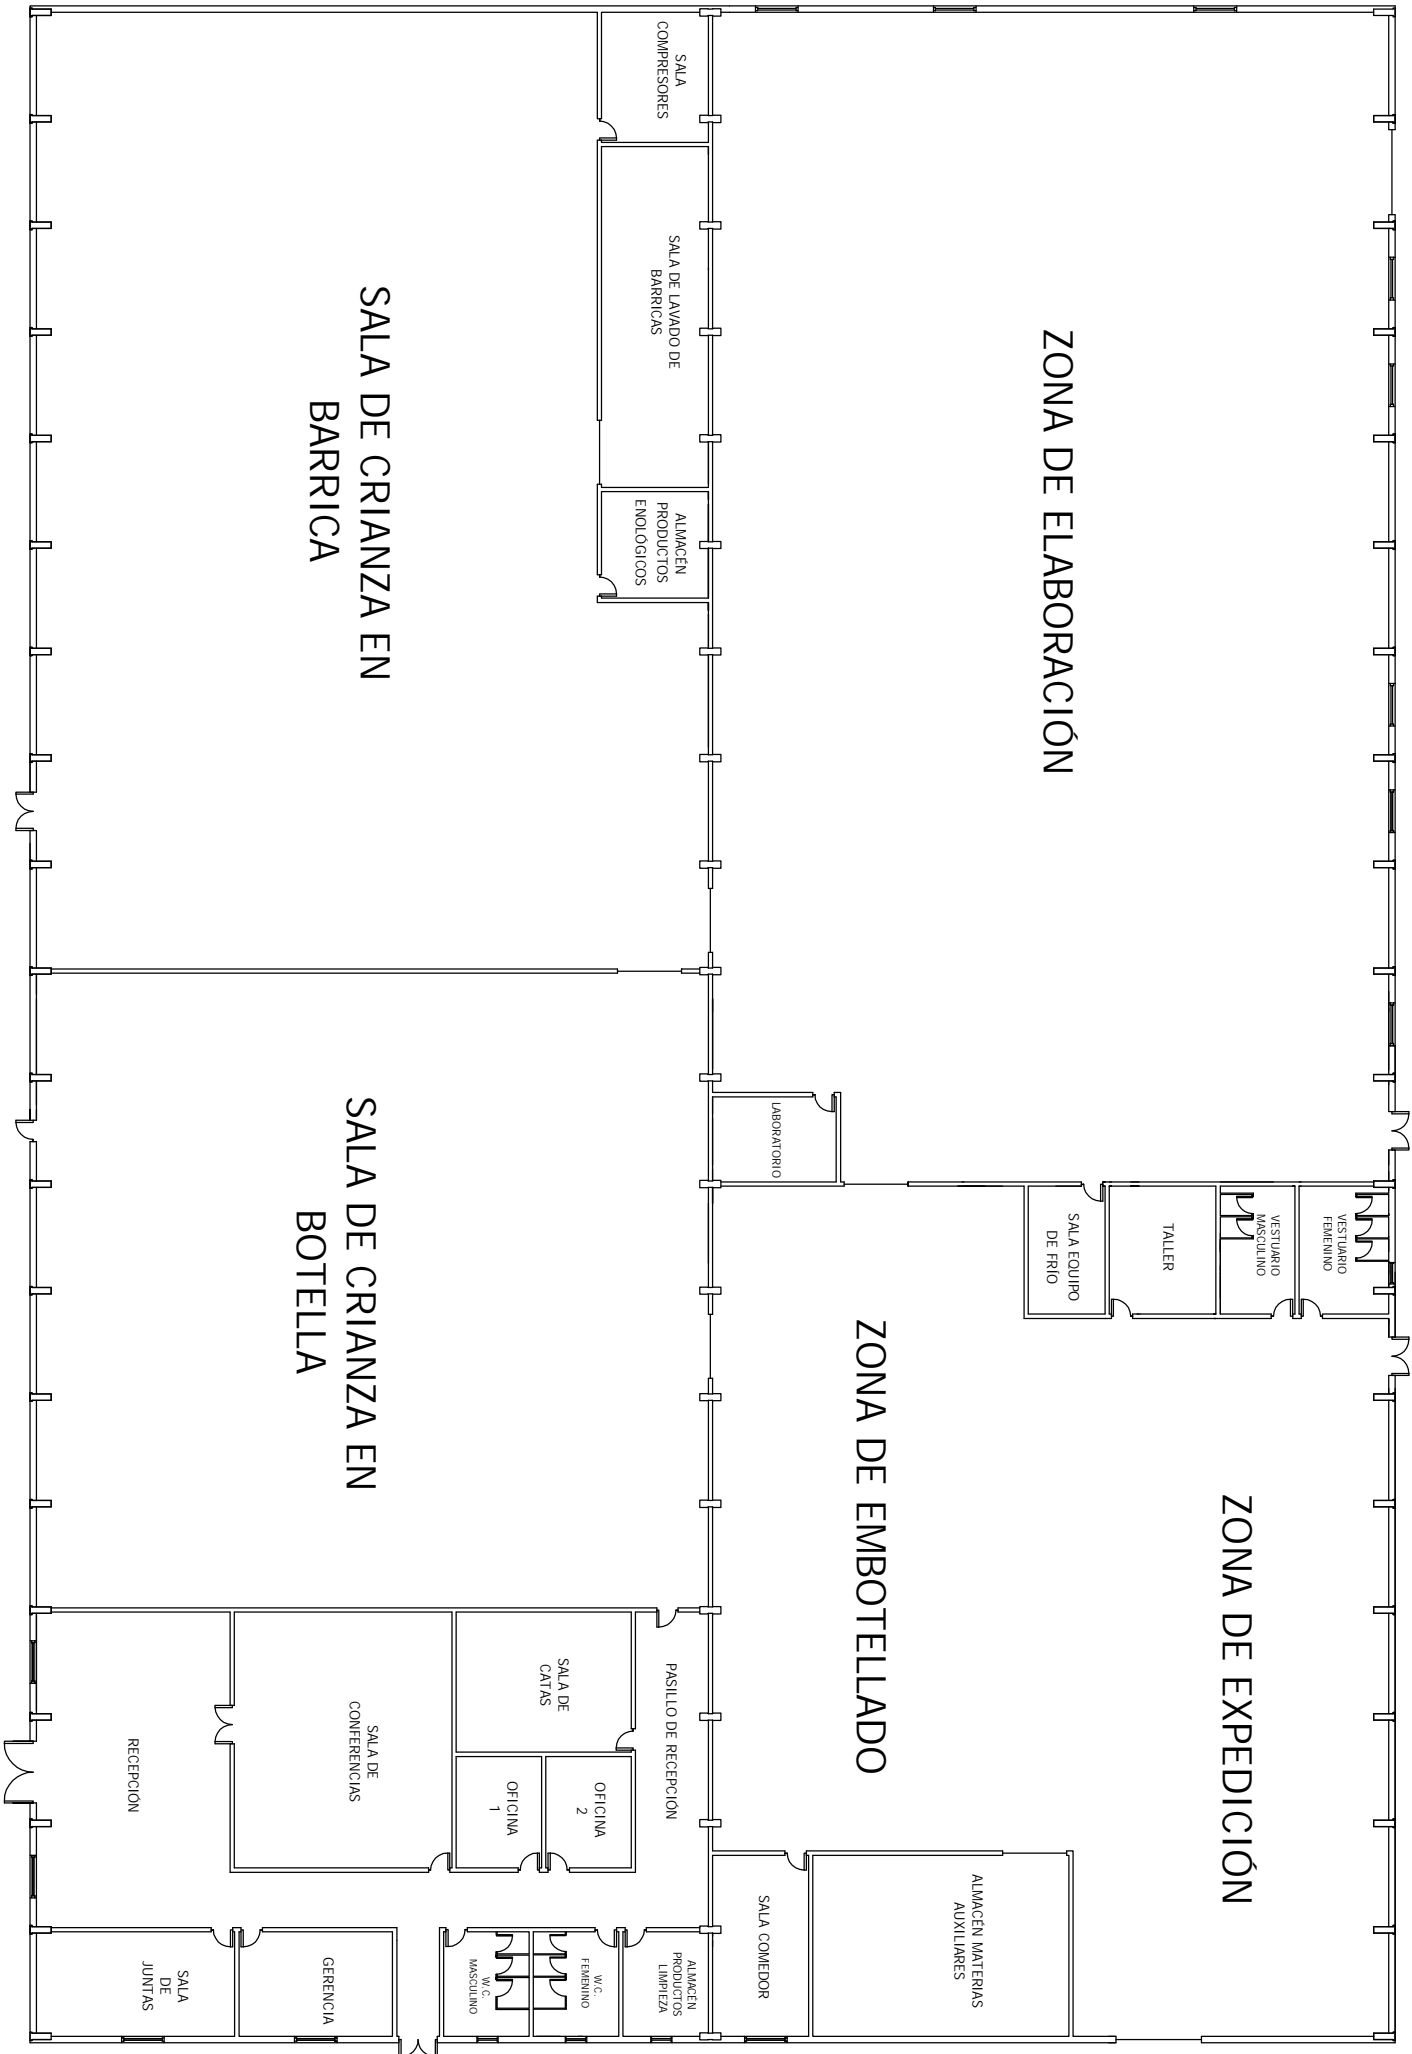 SALA
COMPRESORES
SALA DE LAVADO DE
BARRICAS
ALMACÉN
PRODUCTOS
ENOLÓGICOS
SALA DE CRIANZA EN
BARRICA
ZONA DE ELABORACIÓN
LABORATORIO
SALA EQUIPO
DE FRÍO
TALLER
VESTUARIO
MASCULINO
VESTUARIO
FEMENINO
SALA DE CRIANZA EN
BOTELLA
ZONA DE EMBOTELLADO
ZONA DE EXPEDICIÓN
RECEPCIÓN
SALA DE
CONFERENCIAS
SALA DE
CATAS
OFICINA
1
OFICINA
2
PASILLO DE RECEPCIÓN
SALA
DE
JUNTAS
GERENCIA
W.C.
MASCULINO
W.C.
FEMENINO
ALMACÉN
PRODUCTOS
LIMPIEZA
SALA COMEDOR
ALMACÉN MATERIAS
AUXILIARES